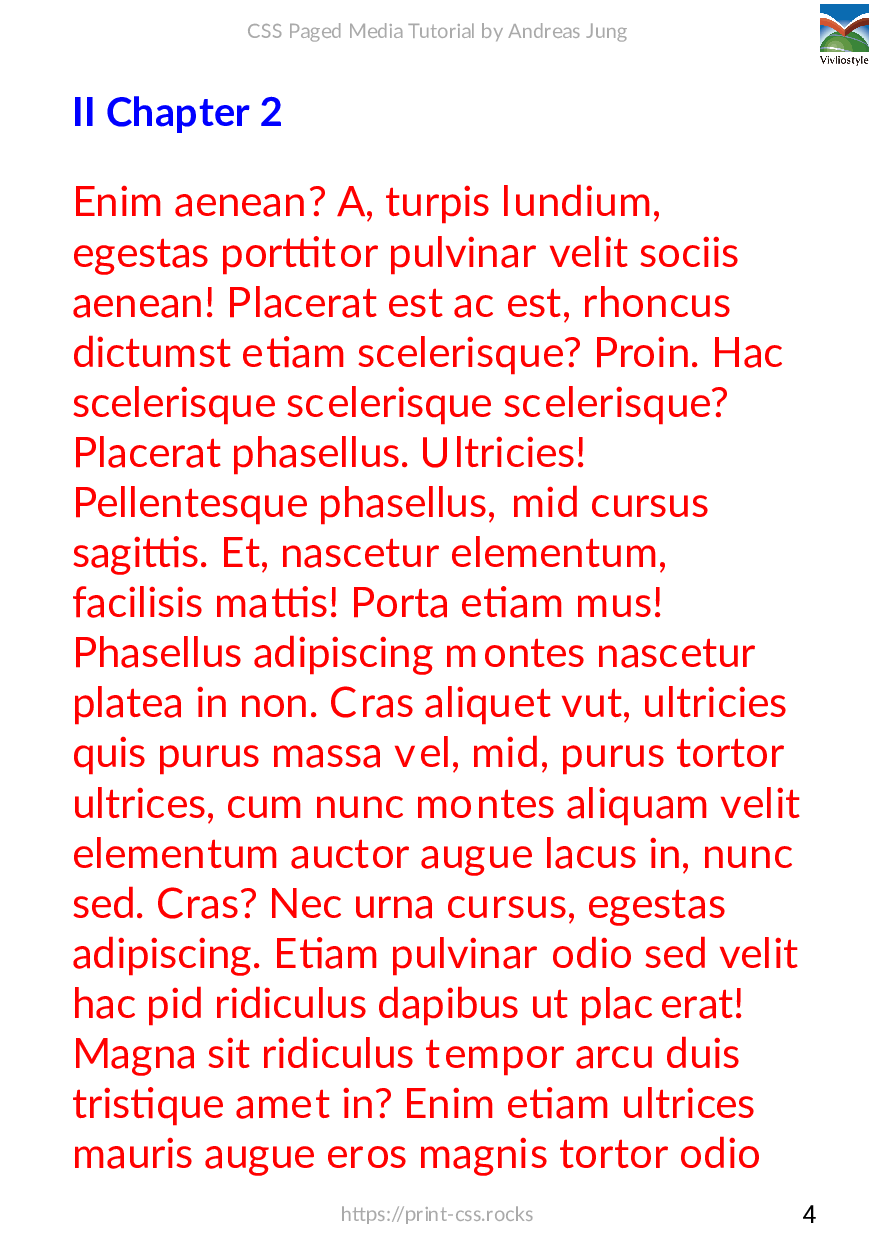 CSS Paged Media Tutorial by Andreas Jung
Vivliostyle
II Chapter 2
Enim aenean? A, turpis lundium,
egestas porttitor pulvinar velit sociis
aenean! Placerat est ac est, rhoncus
dictumst etiam scelerisque? Proin. Hac
scelerisque scelerisque scelerisque?
Placerat phasellus. Ultricies!
Pellentesque phasellus, mid cursus
sagittis. Et, nascetur elementum,
facilisis mattis! Porta etiam mus!
Phasellus adipiscing montes nascetur
platea in non. Cras aliquet vut, ultricies
quis purus massa vel, mid, purus tortor
ultrices, cum nunc montes aliquam velit
elementum auctor augue lacus in, nunc
sed. Cras? Nec urna cursus, egestas
adipiscing. Etiam pulvinar odio sed velit
hac pid ridiculus dapibus ut placerat!
Magna sit ridiculus tempor arcu duis
tristique amet in? Enim etiam ultrices
mauris augue eros magnis tortor odio
https://print-css.rocks
4